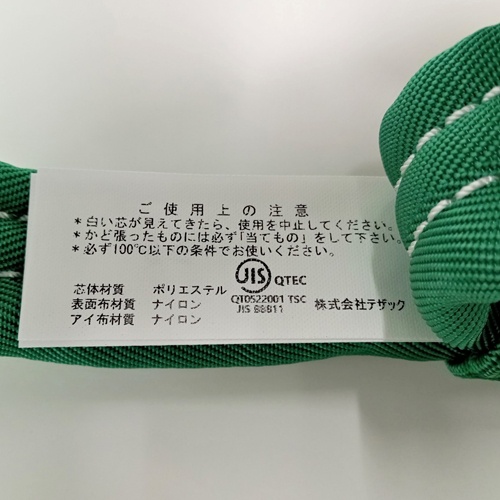 ご使用上の注意
*白い芯が見えてきたら、使用を中止してください。
*かど張ったものには必ず「当てもの」をして下さい。
*必ず100℃以下の条件でお使いください。
JIS QTEC
芯体材質 ポリエステル QT0522001 TSC 株式会社テザック
表面布材質 ナイロン JIS B8811
アイ布材質 ナイロン